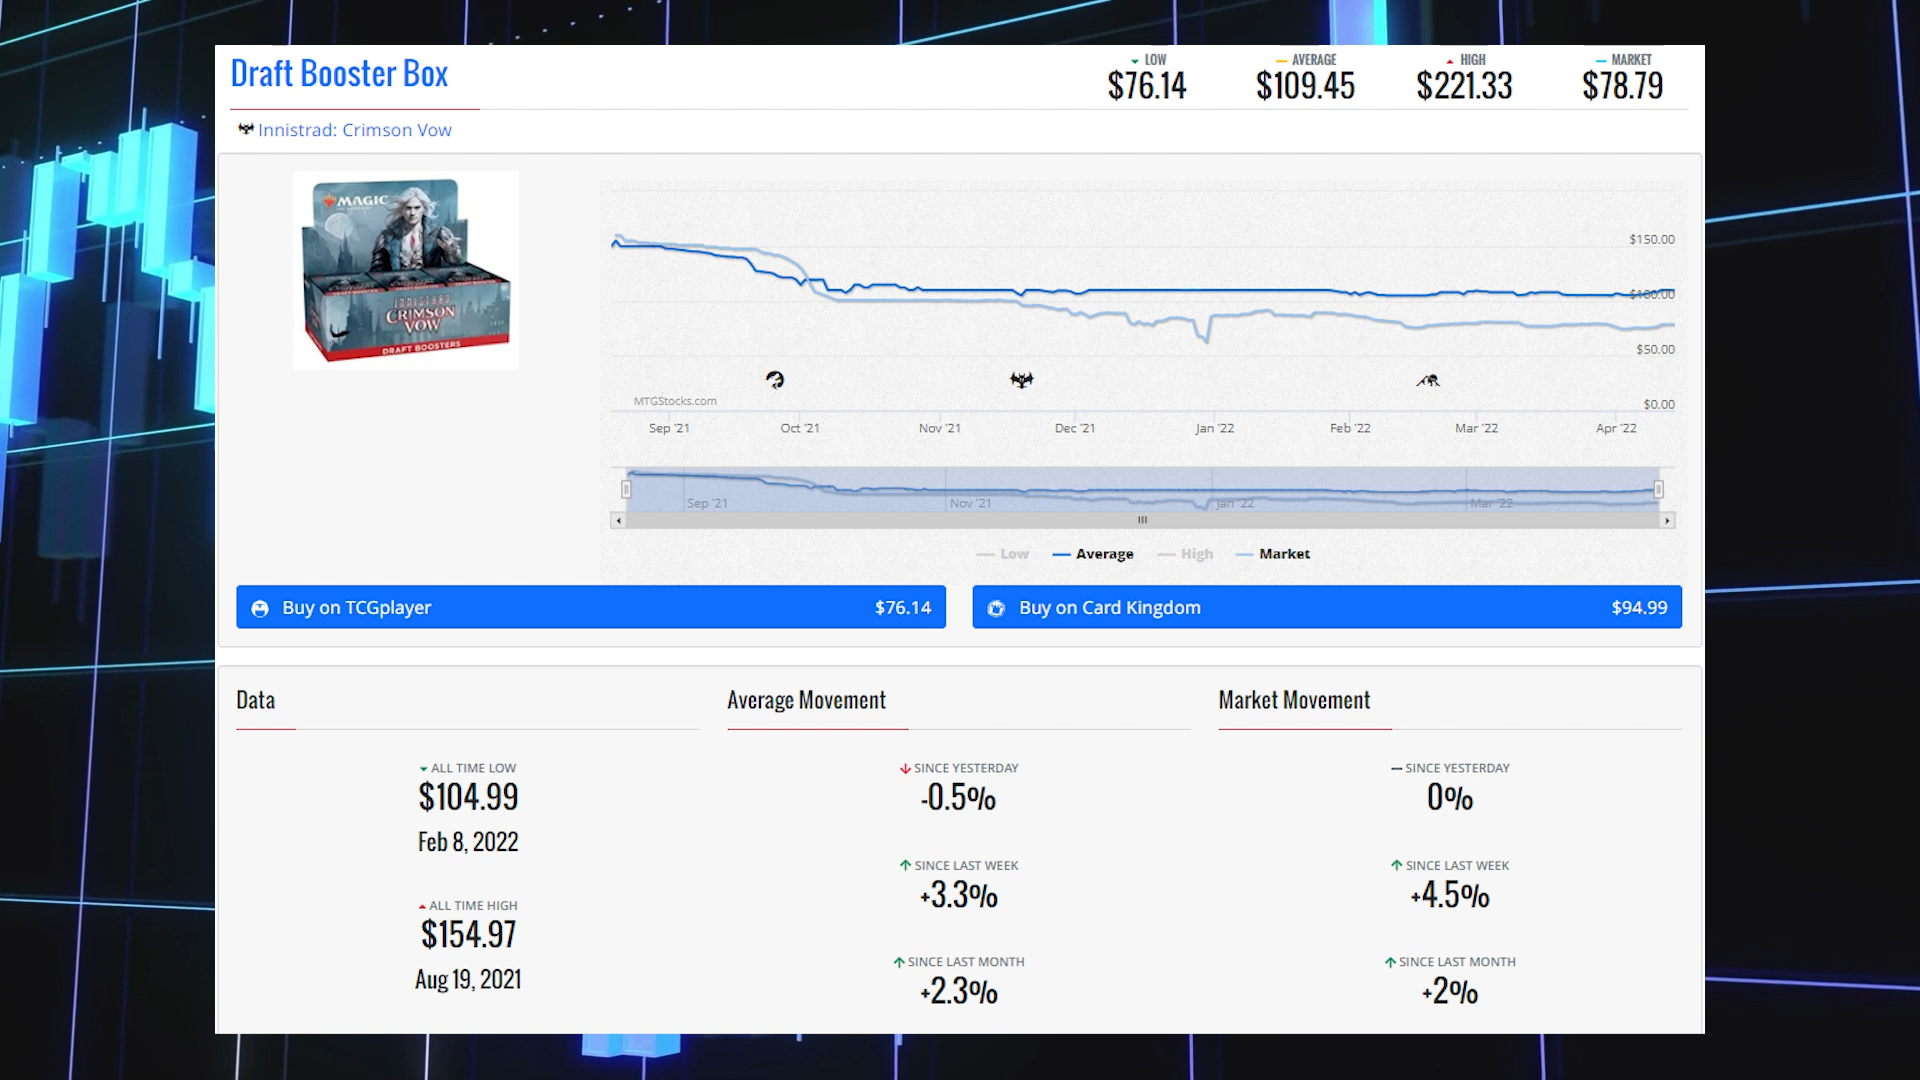 Draft Booster Box
LOW
$76.14
AVERAGE
$109.45
HIGH
$221.33
MARKET
$78.79
Innistrad: Crimson Vow
MAGIC
INNISTRAD
CRIMSON
VOW
DRAFT BOOSTERS
$150.00
$100.00
$50.00
$0.00
MTGStocks.com
Sep '21 Oct '21 Nov '21 Dec '21 Jan '22 Feb '22 Mar '22 Apr '22
Sep '21 Nov '21 Jan '22 Mar '22
Low Average High Market
Buy on TCGplayer $76.14
Buy on Card Kingdom $94.99
Data
ALL TIME LOW
$104.99
Feb 8, 2022
ALL TIME HIGH
$154.97
Aug 19, 2021
Average Movement
SINCE YESTERDAY
-0.5%
SINCE LAST WEEK
+3.3%
SINCE LAST MONTH
+2.3%
Market Movement
SINCE YESTERDAY
0%
SINCE LAST WEEK
+4.5%
SINCE LAST MONTH
+2%